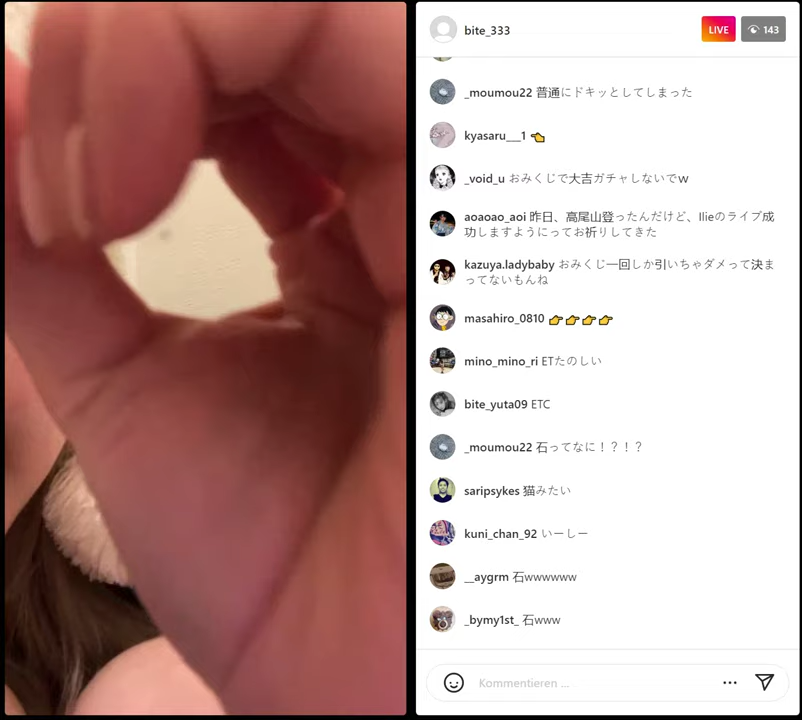 bite_333 LIVE 143
_moumou22 普通にドキッとしてしまった
kyasaru___1 👈
_void_u おみくじで大吉ガチャしないでw
aoaoao_aoi 昨日、高尾山登ったんだけど、Ilieのライブ成
功しますようにってお祈りしてきた
kazuya.ladybaby おみくじ一回しか引いちゃダメって決ま
ってないもんね
masahiro_0810 👉👉👉👉
mino_mino_ri ETたのしい
bite_yuta09 ETC
_moumou22 石ってなに！？！？
saripsykes 猫みたい
kuni_chan_92 いーしー
__aygrm 石wwwwww
_bymy1st_ 石www
Kommentieren ...